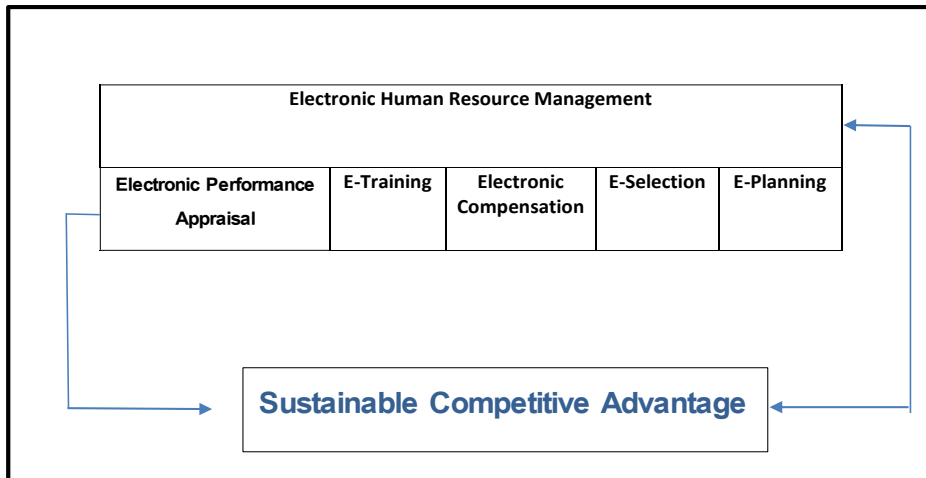 Electronic Human Resource Management
Electronic Performance
Appraisal
E-Training
Electronic
Compensation
E-Selection
E-Planning
Sustainable Competitive Advantage